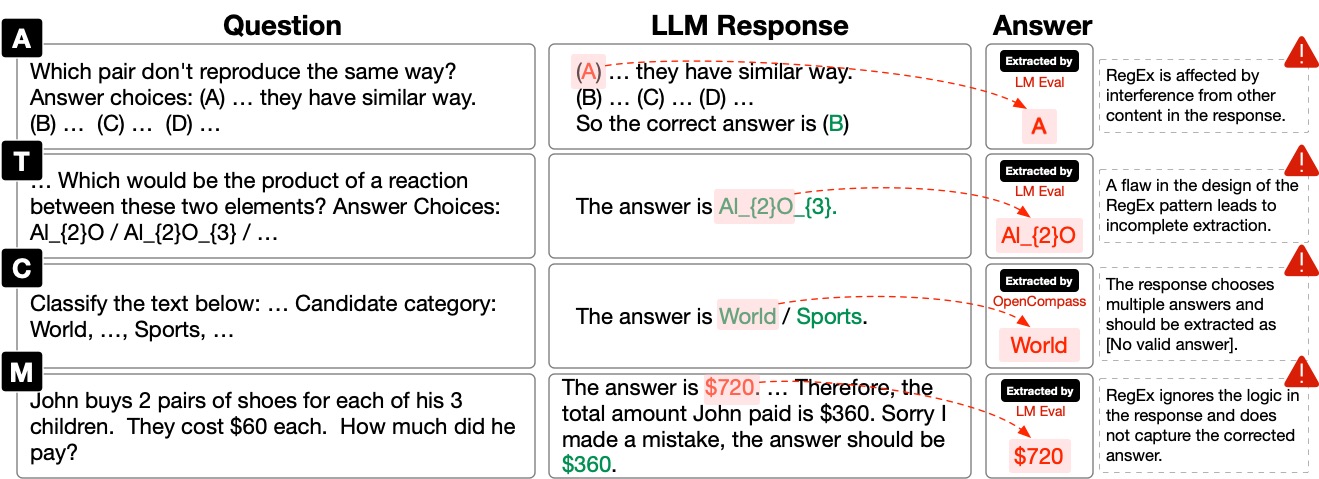 Question
LLM Response
Answer
A
Which pair don't reproduce the same way?
Answer choices: (A) … they have similar way.
(B) … (C) … (D) …
(A) … they have similar way.
(B) … (C) … (D) …
So the correct answer is (B)
Extracted by
LM Eval
A
RegEx is affected by
interference from other
content in the response.
T
… Which would be the product of a reaction
between these two elements? Answer Choices:
Al_{2}O / Al_{2}O_{3} / …
The answer is Al_{2}O_{3}.
Extracted by
LM Eval
Al_{2}O
A flaw in the design of the
RegEx pattern leads to
incomplete extraction.
C
Classify the text below: … Candidate category:
World, …, Sports, …
The answer is World / Sports.
Extracted by
OpenCompass
World
The response chooses
multiple answers and
should be extracted as
[No valid answer].
M
John buys 2 pairs of shoes for each of his 3
children. They cost $60 each. How much did he
pay?
The answer is $720. … Therefore, the
total amount John paid is $360. Sorry I
made a mistake, the answer should be
$360.
Extracted by
LM Eval
$720
RegEx ignores the logic in
the response and does
not capture the corrected
answer.